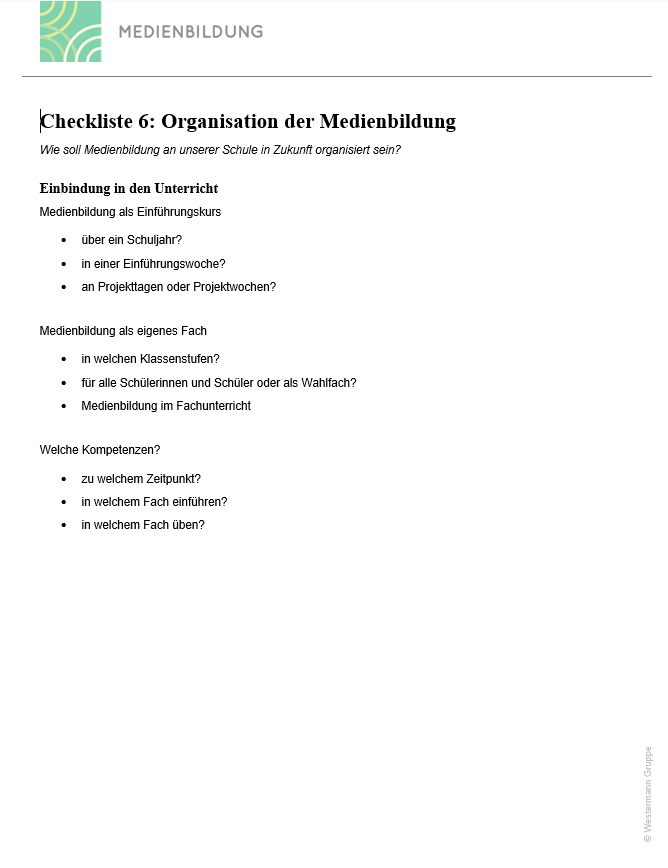 MEDIENBILDUNG
Checkliste 6: Organisation der Medienbildung
Wie soll Medienbildung an unserer Schule in Zukunft organisiert sein?
Einbindung in den Unterricht
Medienbildung als Einführungskurs
• über ein Schuljahr?
• in einer Einführungswoche?
• an Projekttagen oder Projektwochen?
Medienbildung als eigenes Fach
• in welchen Klassenstufen?
• für alle Schülerinnen und Schüler oder als Wahlfach?
• Medienbildung im Fachunterricht
Welche Kompetenzen?
• zu welchem Zeitpunkt?
• in welchem Fach einführen?
• in welchem Fach üben?
© Westermann Gruppe